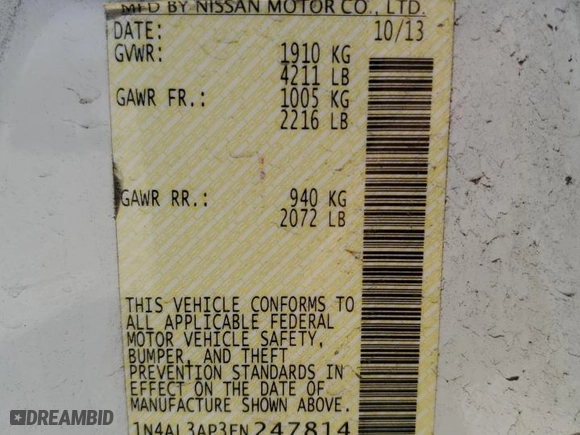 MFD BY NISSAN MOTOR CO., LTD.
DATE: 10/13
GVWR: 1910 KG
4211 LB
GAWR FR.: 1005 KG
2216 LB
GAWR RR.: 940 KG
2072 LB
THIS VEHICLE CONFORMS TO
ALL APPLICABLE FEDERAL
MOTOR VEHICLE SAFETY,
BUMPER, AND THEFT
PREVENTION STANDARDS IN
EFFECT ON THE DATE OF
MANUFACTURE SHOWN ABOVE.
1N4AL3AP3EN247814
DREAMBID